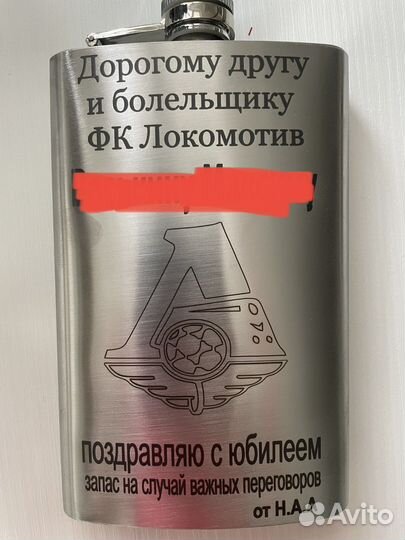 Дорогому другу
и болельщику
ФК Локомотив
поздравляю с юбилеем
запас на случай важных переговоров
от Н.А.А.
Avito